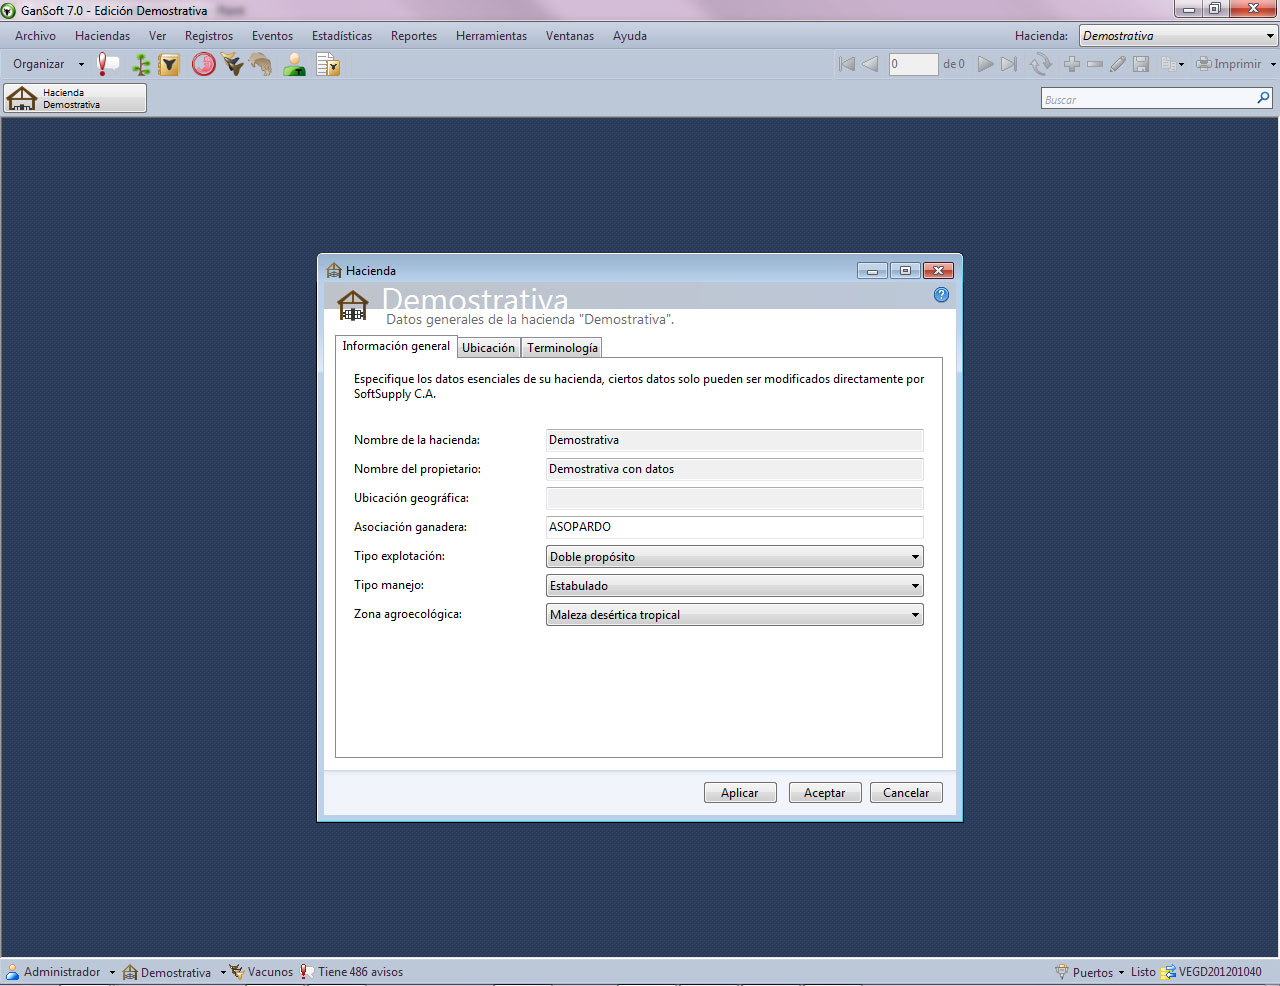 GanSoft 7.0 - Edición Demostrativa
Archivo Haciendas Ver Registros Eventos Estadísticas Reportes Herramientas Ventanas Ayuda Hacienda: Demostrativa
Organizar 0 de 0 Imprimir
Hacienda
Demostrativa
Buscar
Hacienda
Demostrativa
Datos generales de la hacienda "Demostrativa".
Información general Ubicación Terminología
Especifique los datos esenciales de su hacienda, ciertos datos solo pueden ser modificados directamente por
SoftSupply C.A.
Nombre de la hacienda: Demostrativa
Nombre del propietario: Demostrativa con datos
Ubicación geográfica:
Asociación ganadera: ASOPARDO
Tipo explotación: Doble propósito
Tipo manejo: Estabulado
Zona agroecológica: Maleza desértica tropical
Aplicar Aceptar Cancelar
Administrador Demostrativa Vacunos Tiene 486 avisos Puertos Listo VEGD201201040